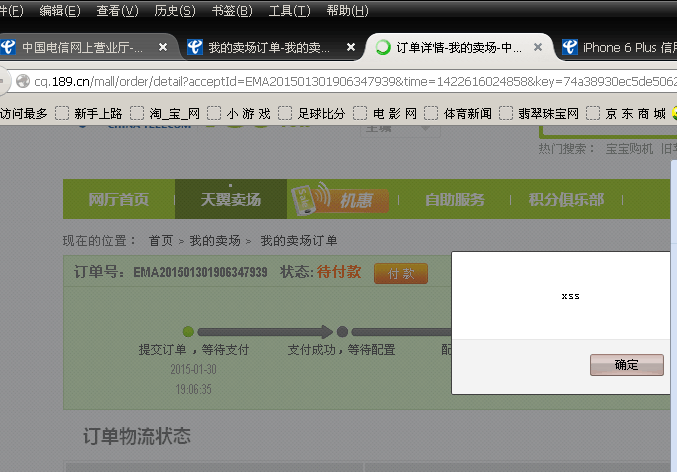 件(F) 编辑(E) 查看(V) 历史(S) 书签(B) 工具(T) 帮助(H)
中国电信网上营业厅-... × 我的卖场订单-我的卖... × 订单详情-我的卖场-中... × iPhone 6 Plus 信用
cq.189.cn/mall/order/detail?acceptId=EMA201501301906347939&time=1422616024858&key=74a38930ec5de5062
访问最多 新手上路 淘_宝_网 小 游 戏 足球比分 电 影 网 体育新闻 翡翠珠宝网 京 东 商 城
CHINA TELECOM
热门搜索： 宝宝购机 旧
网厅首页 天翼卖场 机惠 自助服务 积分俱乐部
现在的位置： 首页 > 我的卖场 > 我的卖场订单
订单号：EMA201501301906347939 状态:待付款 付 款
xss
提交订单，等待支付 支付成功，等待配置 配
确定
2015-01-30
19:06:35
订单物流状态